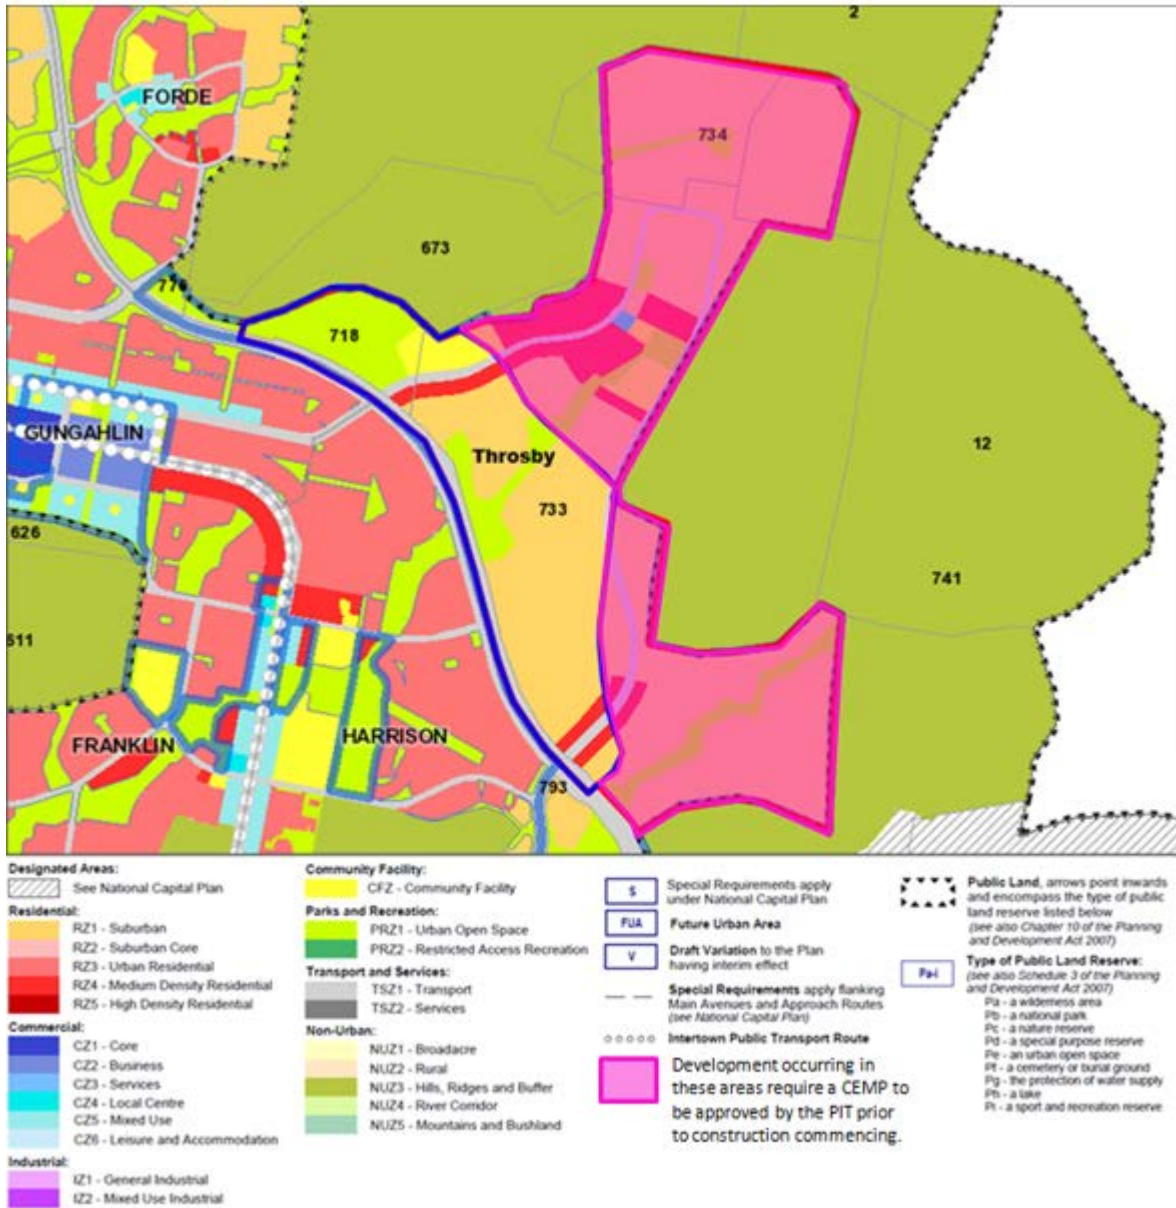 2
FORDE
734
673
718
GUNGAHLIN
Throsby
12
733
626
741
611
HARRISON
FRANKLIN
793
Designated Areas:
See National Capital Plan
Residential:
RZ1 - Suburban
RZ2 - Suburban Core
RZ3 - Urban Residential
RZ4 - Medium Density Residential
RZ5 - High Density Residential
Commercial:
CZ1 - Core
CZ2 - Business
CZ3 - Services
CZ4 - Local Centre
CZ5 - Mixed Use
CZ6 - Leisure and Accommodation
Industrial:
IZ1 - General Industrial
IZ2 - Mixed Use Industrial
Community Facility:
CFZ - Community Facility
Parks and Recreation:
PRZ1 - Urban Open Space
PRZ2 - Restricted Access Recreation
Transport and Services:
TSZ1 - Transport
TSZ2 - Services
Non-Urban:
NUZ1 - Broadacre
NUZ2 - Rural
NUZ3 - Hills, Ridges and Buffer
NUZ4 - River Corridor
NUZ5 - Mountains and Bushland
S
Special Requirements apply
under National Capital Plan
FUA
Future Urban Area
V
Draft Variation to the Plan
having interim effect
Special Requirements apply flanking
Main Avenues and Approach Routes
(see National Capital Plan)
Intertown Public Transport Route
Development occurring in
these areas require a CEMP to
be approved by the PIT prior
to construction commencing.
Public Land, arrows point inwards
and encompass the type of public
land reserve listed below
(see also Chapter 10 of the Planning
and Development Act 2007)
Pa-i
Type of Public Land Reserve:
(see also Schedule 3 of the Planning
and Development Act 2007)
Pa - a wilderness area
Pb - a national park
Pc - a nature reserve
Pd - a special purpose reserve
Pe - an urban open space
Pf - a cemetery or burial ground
Pg - the protection of water supply
Ph - a lake
Pi - a sport and recreation reserve